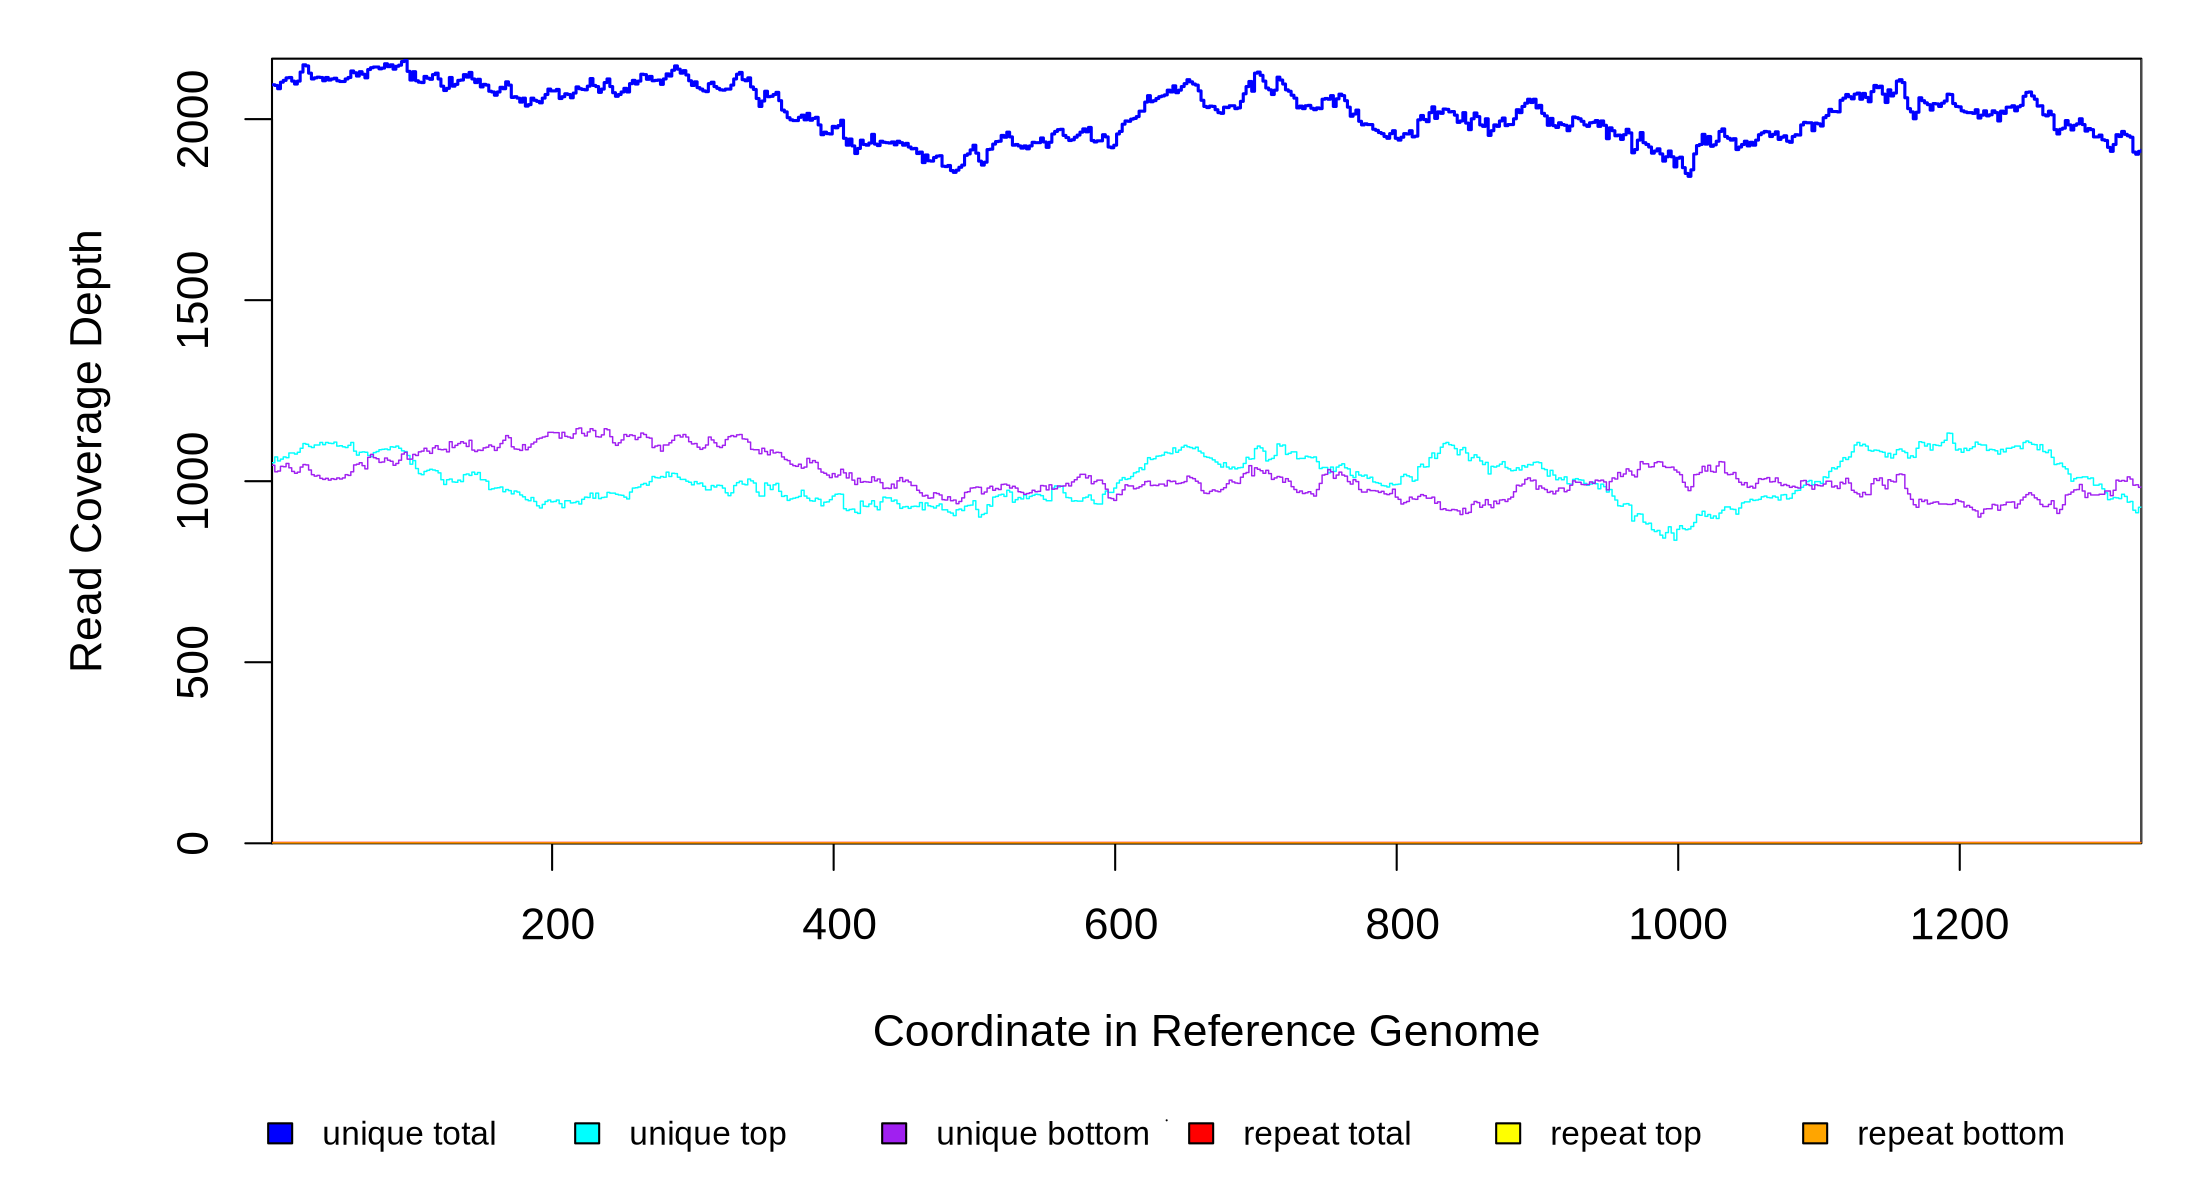 Read Coverage Depth
2000
1500
1000
500
0
200 400 600 800 1000 1200
Coordinate in Reference Genome
unique total unique top unique bottom repeat total repeat top repeat bottom